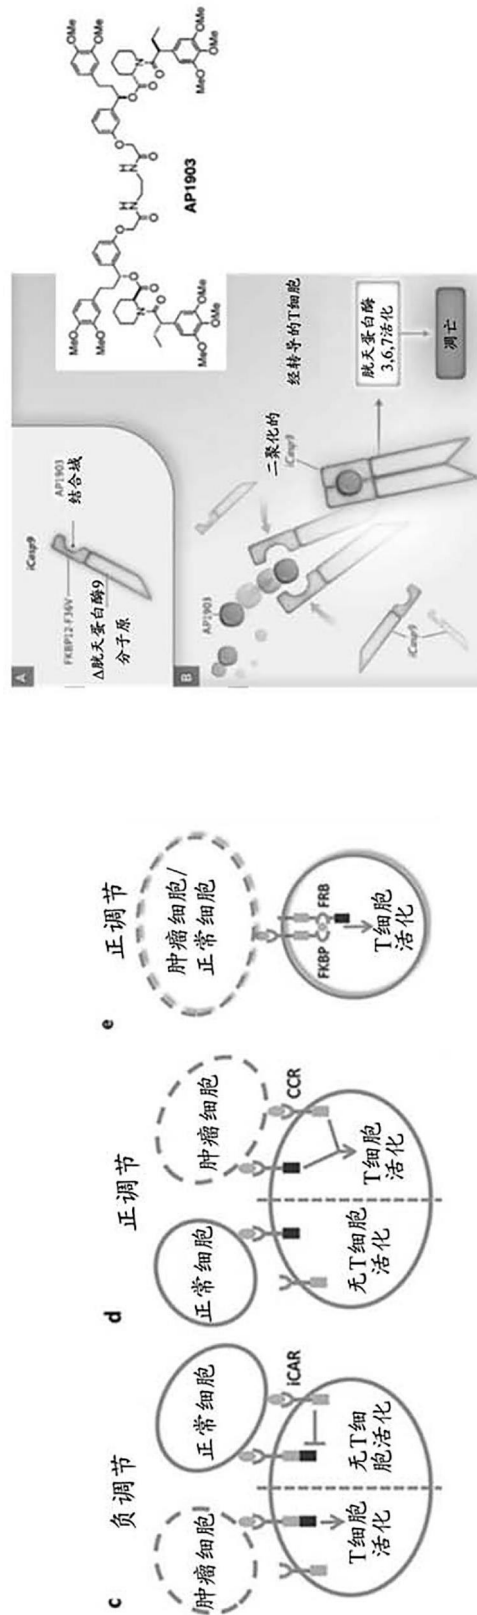 c
负调节
肿瘤细胞
正常细胞
iCAR
T细胞
活化
无T细
胞活化
d
正调节
正常细胞
肿瘤细胞
CCR
无T细胞
活化
T细胞
活化
e
正调节
肿瘤细胞/
正常细胞
FKBP
FRB
T细胞
活化
A
iCasp9
FKBP12-F36V
AP1903
结合域
Δ胱天蛋白酶9
分子原
B
AP1903
iCasp9
二聚化的
iCasp9
经转导的T细胞
胱天蛋白酶
3,6,7活化
凋亡
MeO
MeO
O
O
N
O
O
OMe
OMe
MeO
O
H
N
H
N
O
O
AP1903
OMe
OMe
O
O
N
O
MeO
MeO
OMe